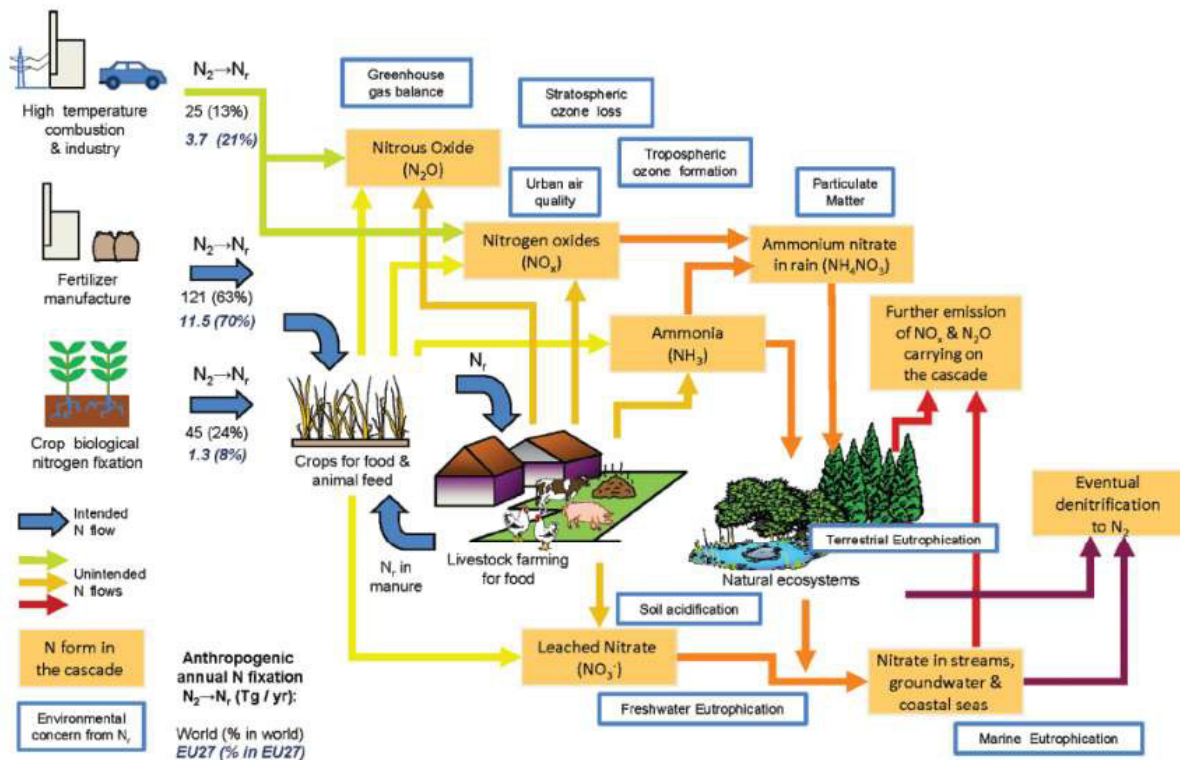 High temperature
combustion
& industry
N₂→Nᵣ
25 (13%)
3.7 (21%)
Fertilizer
manufacture
N₂→Nᵣ
121 (63%)
11.5 (70%)
Crop biological
nitrogen fixation
N₂→Nᵣ
45 (24%)
1.3 (8%)
Greenhouse
gas balance
Stratospheric
ozone loss
Tropospheric
ozone formation
Urban air
quality
Particulate
Matter
Nitrous Oxide
(N₂O)
Nitrogen oxides
(NOₓ)
Ammonium nitrate
in rain (NH₄NO₃)
Ammonia
(NH₃)
Further emission
of NOₓ & N₂O
carrying on
the cascade
Nᵣ
Crops for food &
animal feed
Nᵣ in
manure
Livestock farming
for food
Terrestrial Eutrophication
Natural ecosystems
Eventual
denitrification
to N₂
Soil acidification
Leached Nitrate
(NO₃⁻)
Freshwater Eutrophication
Nitrate in streams,
groundwater &
coastal seas
Marine Eutrophication
Intended
N flow
Unintended
N flows
N form in
the cascade
Environmental
concern from Nᵣ
Anthropogenic
annual N fixation
N₂→Nᵣ (Tg / yr):
World (% in world)
EU27 (% in EU27)